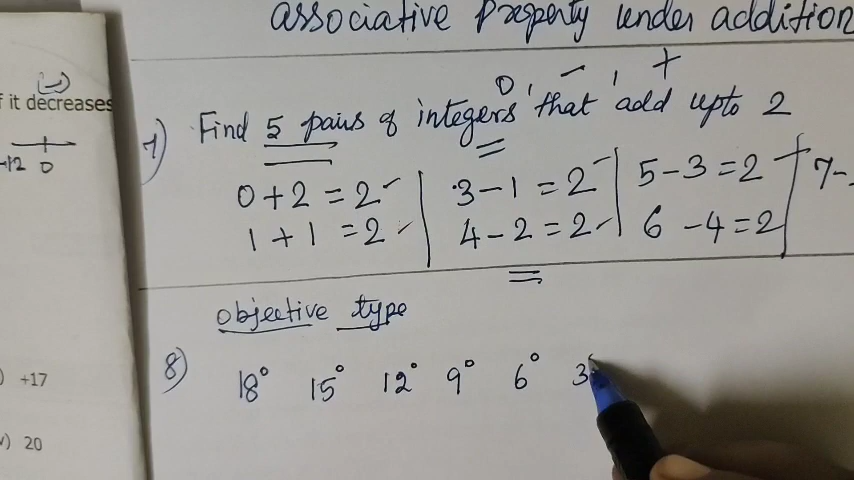 associative property under addition
f it decreases
-12 0
0, -, +
7) Find 5 pairs of integers that add upto 2
0+2=2 3-1=2 5-3=2 7-
1+1=2 4-2=2 6-4=2
objective type
8) 18° 15° 12° 9° 6° 3
) +17
v) 20